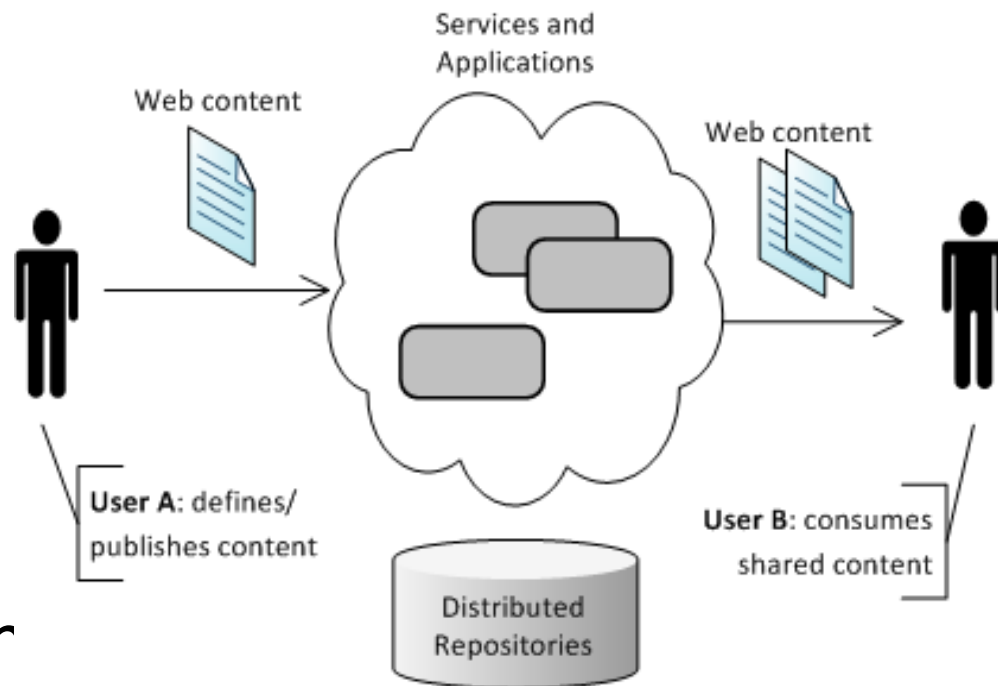 Services and
Applications
Web content
Web content
User A: defines/
publishes content
User B: consumes
shared content
Distributed
Repositories